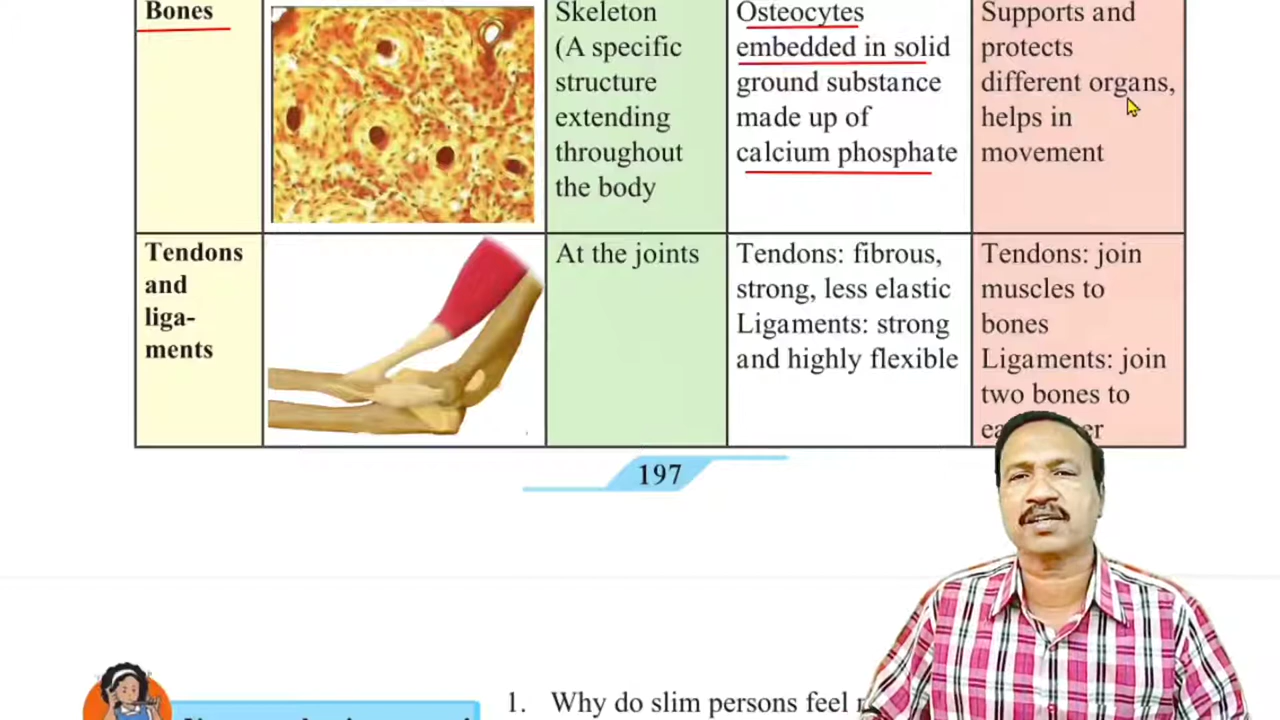 Bones
Skeleton
(A specific
structure
extending
throughout
the body
Osteocytes
embedded in solid
ground substance
made up of
calcium phosphate
Supports and
protects
different organs,
helps in
movement
Tendons
and
liga-
ments
At the joints
Tendons: fibrous,
strong, less elastic
Ligaments: strong
and highly flexible
Tendons: join
muscles to
bones
Ligaments: join
two bones to
197
1. Why do slim persons feel